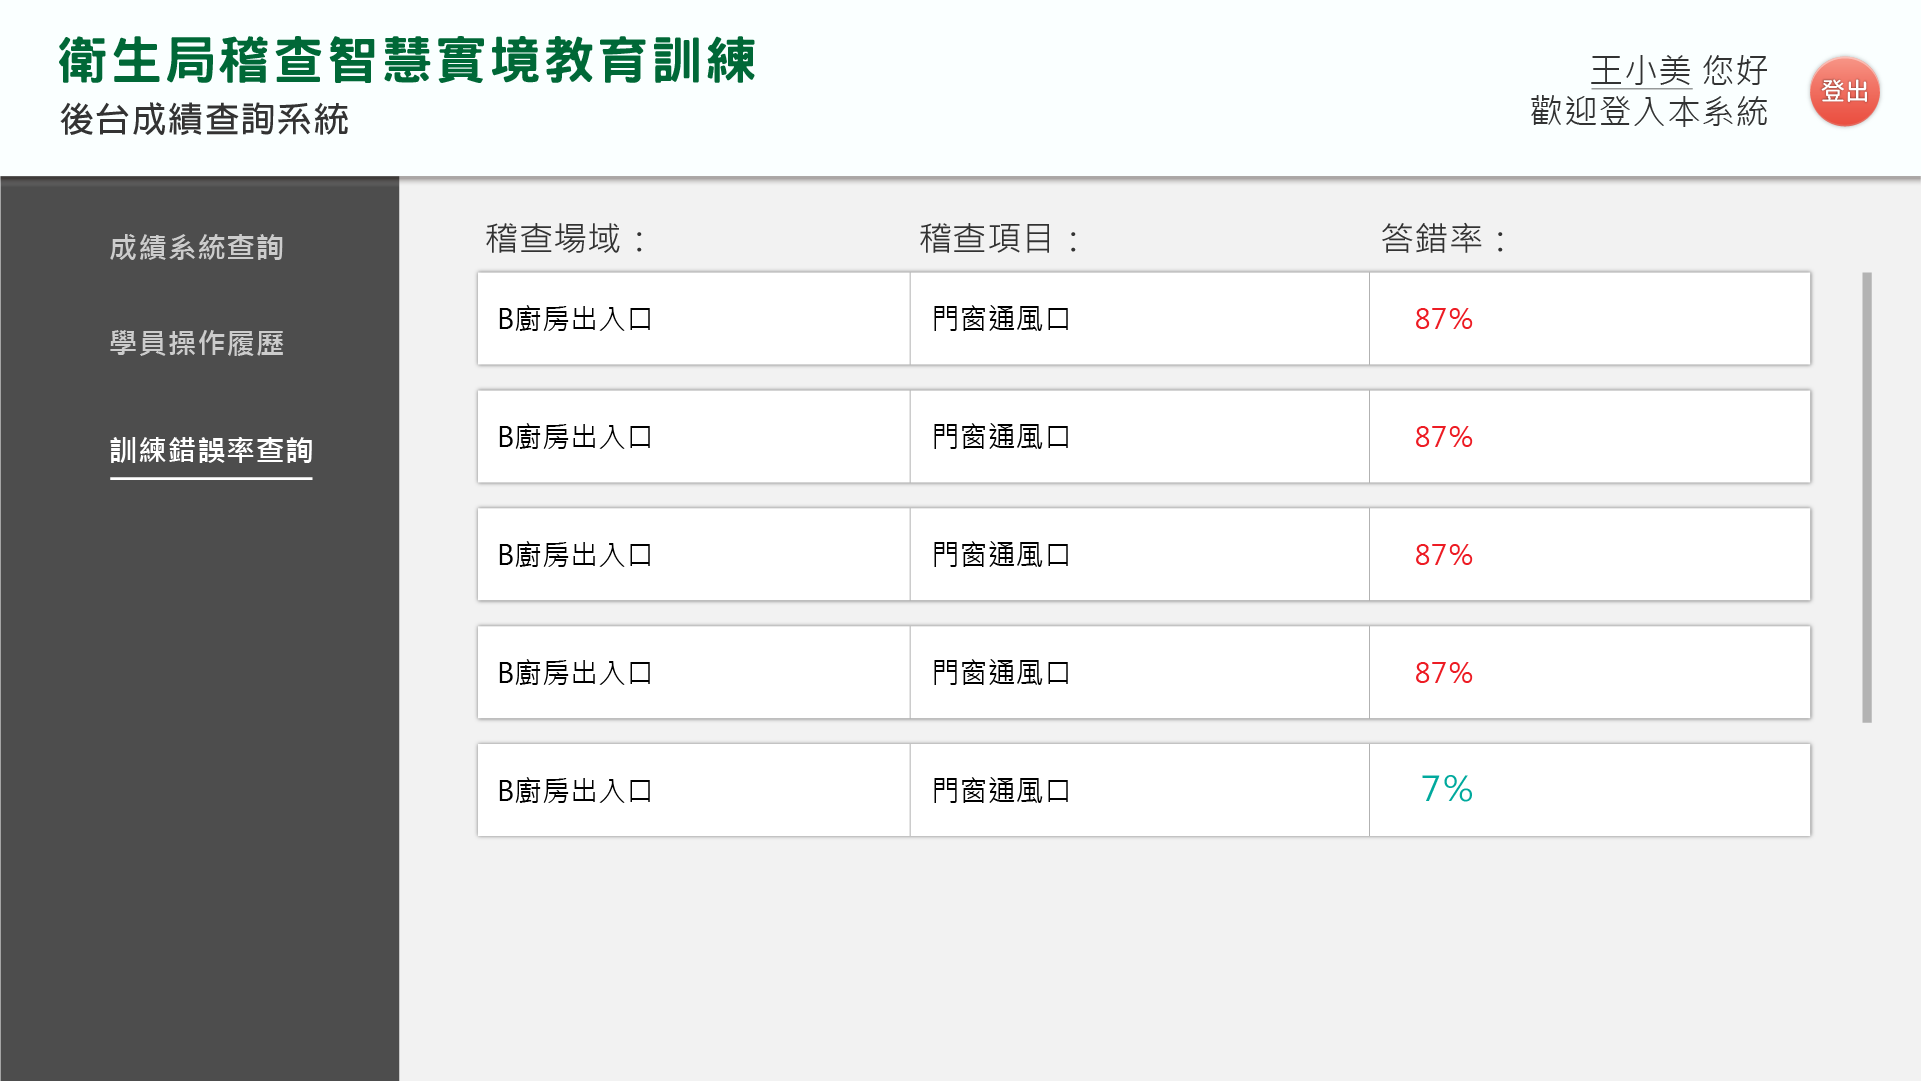 衛生局稽查智慧實境教育訓練
後台成績查詢系統
王小美 您好
歡迎登入本系統
登出
成績系統查詢
學員操作履歷
訓練錯誤率查詢
稽查場域： 稽查項目： 答錯率：
B廚房出入口 門窗通風口 87%
B廚房出入口 門窗通風口 87%
B廚房出入口 門窗通風口 87%
B廚房出入口 門窗通風口 87%
B廚房出入口 門窗通風口 7%